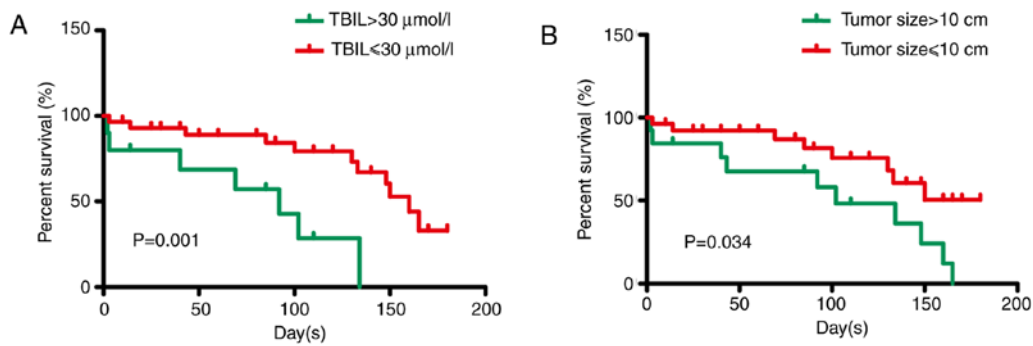 A
TBIL>30 μmol/l
TBIL⩽30 μmol/l
150
100
50
0
Percent survival (%)
P=0.001
0 50 100 150 200
Day(s)
B
Tumor size>10 cm
Tumor size⩽10 cm
150
100
50
0
Percent survival (%)
P=0.034
0 50 100 150 200
Day(s)